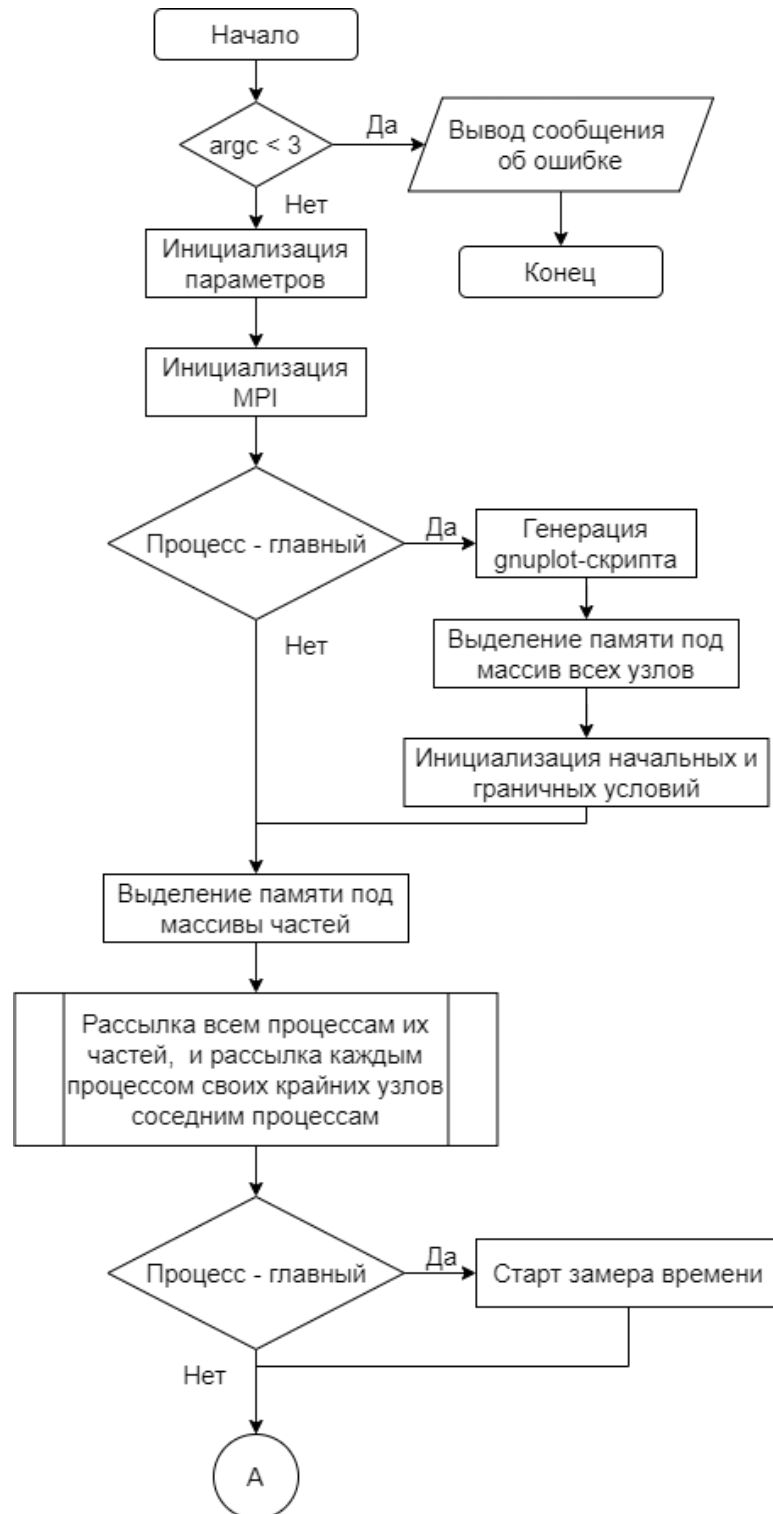 Начало
argc < 3
Да
Вывод сообщения
об ошибке
Нет
Конец
Инициализация
параметров
Инициализация
MPI
Процесс - главный
Да
Генерация
gnuplot-скрипта
Нет
Выделение памяти под
массив всех узлов
Инициализация начальных и
граничных условий
Выделение памяти под
массивы частей
Рассылка всем процессам их
частей,  и рассылка каждым
процессом своих крайних узлов
соседним процессам
Процесс - главный
Да
Старт замера времени
Нет
А